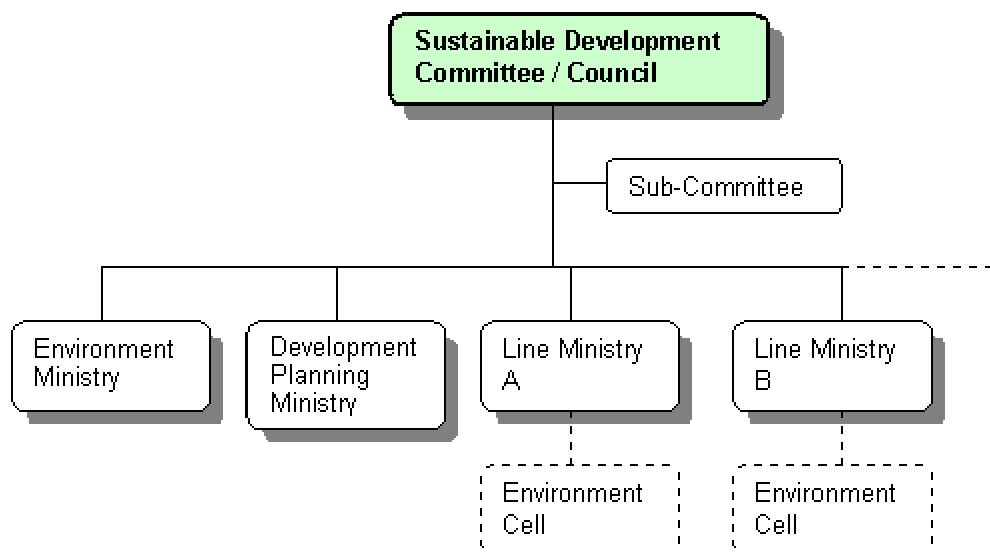 Sustainable Development
Committee / Council
Sub-Committee
Environment
Ministry
Development
Planning
Ministry
Line Ministry
A
Line Ministry
B
Environment
Cell
Environment
Cell